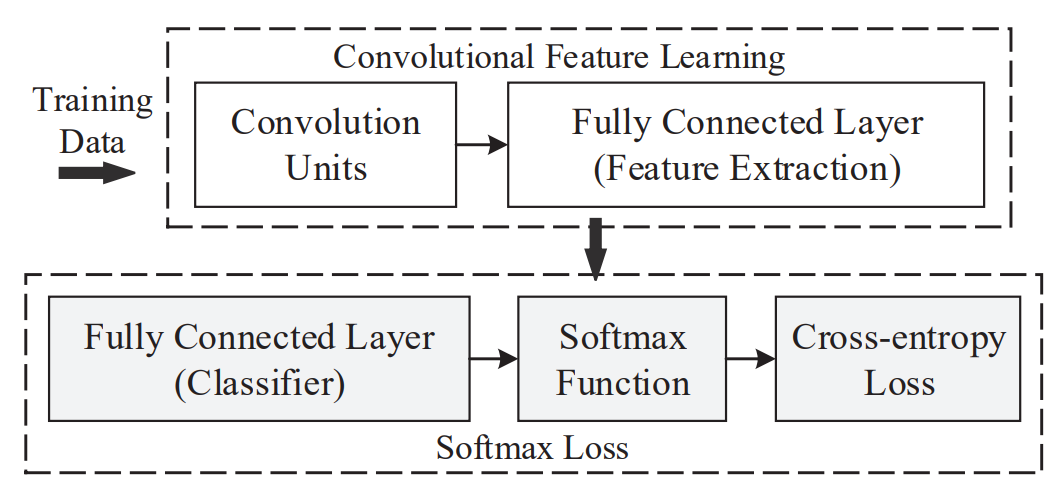 Convolutional Feature Learning
Training
Data
Convolution
Units
Fully Connected Layer
(Feature Extraction)
Fully Connected Layer
(Classifier)
Softmax
Function
Cross-entropy
Loss
Softmax Loss